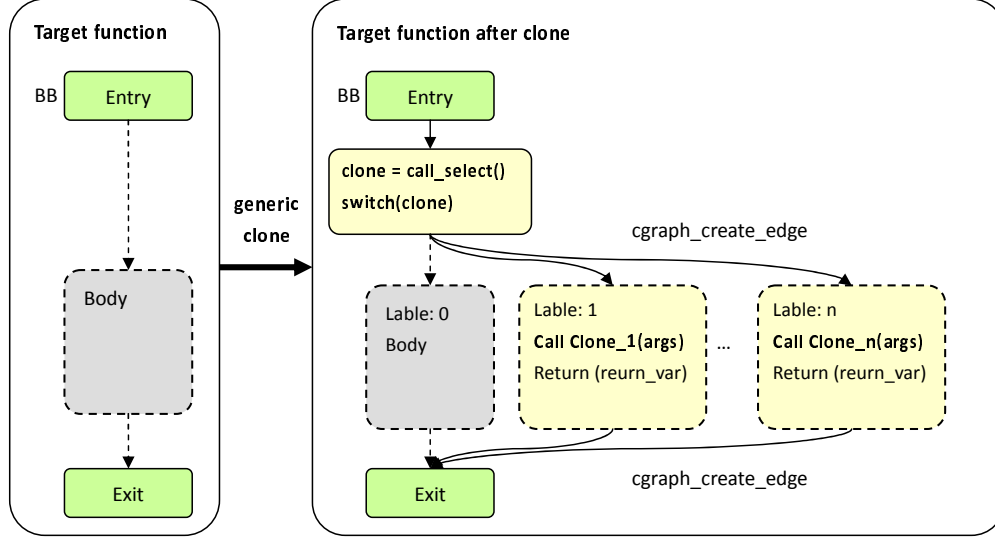 Target function
BB
Entry
Body
Exit
generic
clone
Target function after clone
BB
Entry
clone = call_select()
switch(clone)
cgraph_create_edge
Lable: 0
Body
Lable: 1
Call Clone_1(args)
Return (reurn_var)
...
Lable: n
Call Clone_n(args)
Return (reurn_var)
cgraph_create_edge
Exit